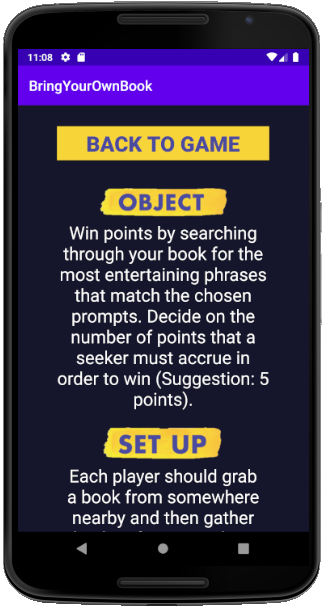 11:08
BringYourOwnBook
BACK TO GAME
OBJECT
Win points by searching
through your book for the
most entertaining phrases
that match the chosen
prompts. Decide on the
number of points that a
seeker must accrue in
order to win (Suggestion: 5
points).
SET UP
Each player should grab
a book from somewhere
nearby and then gather